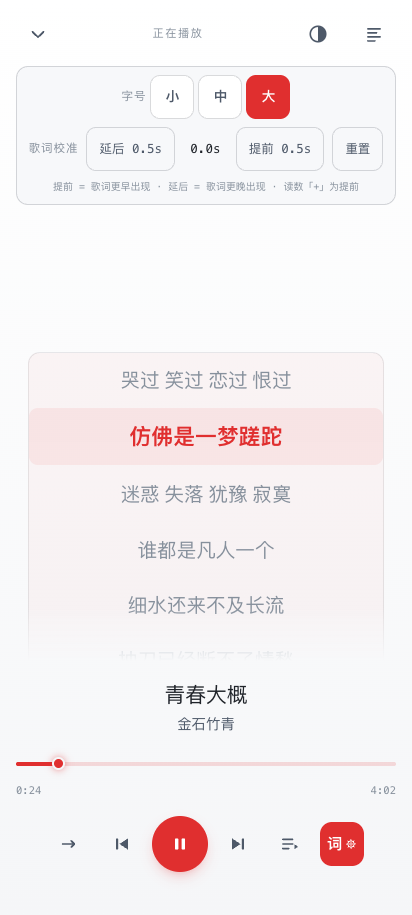 正在播放
字号 小 中 大
歌词校准 延后 0.5s 0.0s 提前 0.5s 重置
提前 = 歌词更早出现 · 延后 = 歌词更晚出现 · 读数「+」为提前
哭过 笑过 恋过 恨过
仿佛是一梦蹉跎
迷惑 失落 犹豫 寂寞
谁都是凡人一个
细水还来不及长流
青春大概
金石竹青
0:24 4:02
词